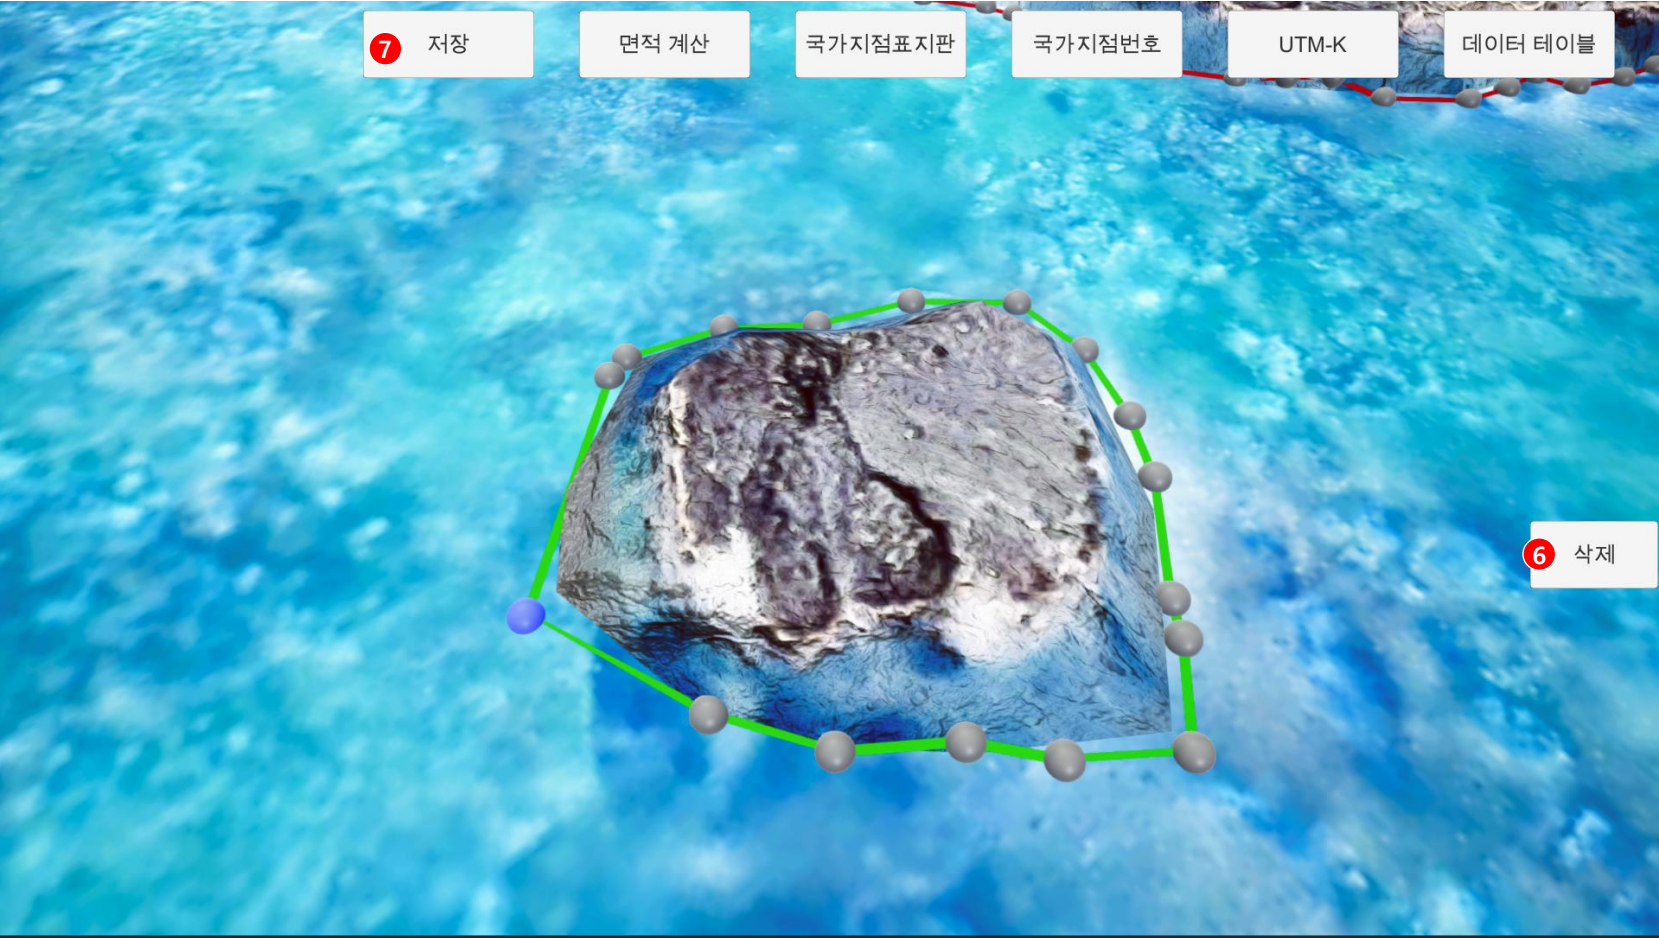 7 저장
면적 계산
국가지점표지판
국가지점번호
UTM-K
데이터 테이블
6 삭제